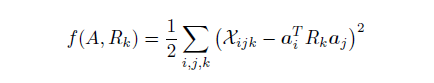 f(A, R_k) = \frac{1}{2} \sum_{i,j,k} \left( \mathcal{X}_{ijk} - a_i^T R_k a_j \right)^2